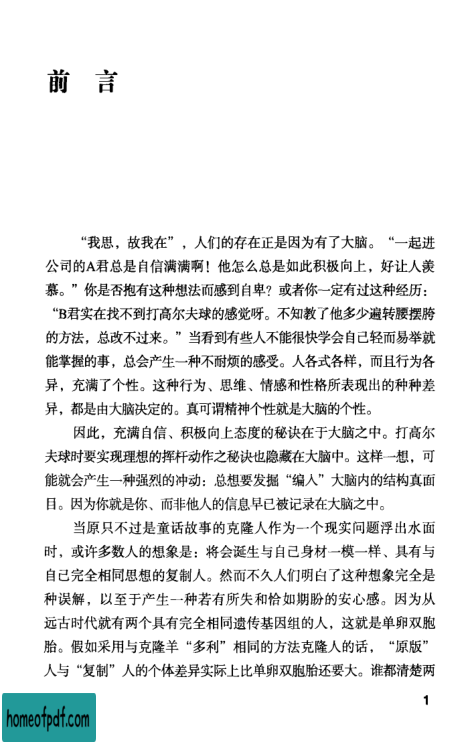 前 言
“我思，故我在”，人们的存在正是因为有了大脑。“一起进
公司的A君总是自信满满啊！他怎么总是如此积极向上，好让人羡
慕。”你是否抱有这种想法而感到自卑？或者你一定有过这种经历：
“B君实在找不到打高尔夫球的感觉呀。不知教了他多少遍转腰摆胯
的方法，总改不过来。”当看到有些人不能很快学会自己轻而易举就
能掌握的事，总会产生一种不耐烦的感受。人各式各样，而且行为各
异，充满了个性。这种行为、思维、情感和性格所表现出的种种差
异，都是由大脑决定的。真可谓精神个性就是大脑的个性。
因此，充满自信、积极向上态度的秘诀在于大脑之中。打高尔
夫球时要实现理想的挥杆动作之秘诀也隐藏在大脑中。这样一想，可
能就会产生一种强烈的冲动：总想要发掘“编入”大脑内的结构真面
目。因为你就是你、而非他人的信息早已被记录在大脑之中。
当原只不过是童话故事的克隆人作为一个现实问题浮出水面
时，或许多数人的想象是：将会诞生与自己身材一模一样、具有与
自己完全相同思想的复制人。然而不久人们明白了这种想象完全是
种误解，以至于产生一种若有所失和恰如期盼的安心感。因为从
远古时代就有两个具有完全相同遗传基因组的人，这就是单卵双胞
胎。假如采用与克隆羊“多利”相同的方法克隆人的话，“原版”
人与“复制”人的个体差异实际上比单卵双胞胎还要大。谁都清楚两
1
homeofpdf.com